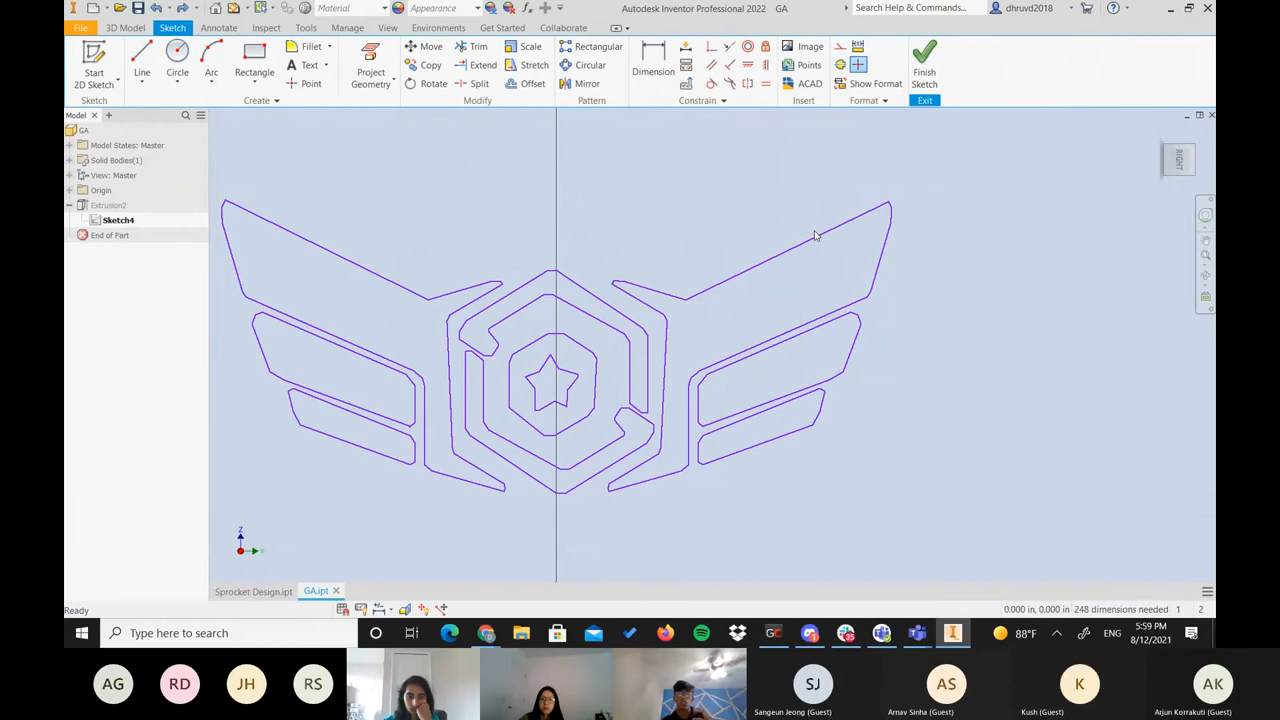 Material
Appearance
Autodesk Inventor Professional 2022 GA
Search Help & Commands...
dhruvd2018
File
3D Model
Sketch
Annotate
Inspect
Tools
Manage
View
Environments
Get Started
Collaborate
Start
2D Sketch
Line
Circle
Arc
Rectangle
Fillet
Text
Point
Project
Geometry
Move
Copy
Rotate
Trim
Extend
Split
Scale
Stretch
Offset
Rectangular
Circular
Mirror
Dimension
Image
Points
ACAD
Show Format
Finish
Sketch
Sketch
Create
Modify
Pattern
Constrain
Insert
Format
Exit
Model
GA
Model States: Master
Solid Bodies(1)
View: Master
Origin
Extrusion2
Sketch4
End of Part
RIGHT
Z
Y
Sprocket Design.ipt
GA.ipt
Ready
0.000 in, 0.000 in 248 dimensions needed 1 2
Type here to search
GC
88°F
ENG
5:59 PM
8/12/2021
AG
RD
JH
RS
SJ
Sangeun Jeong (Guest)
AS
Arnav Sinha (Guest)
K
Kush (Guest)
AK
Arjun Korrakuti (Guest)